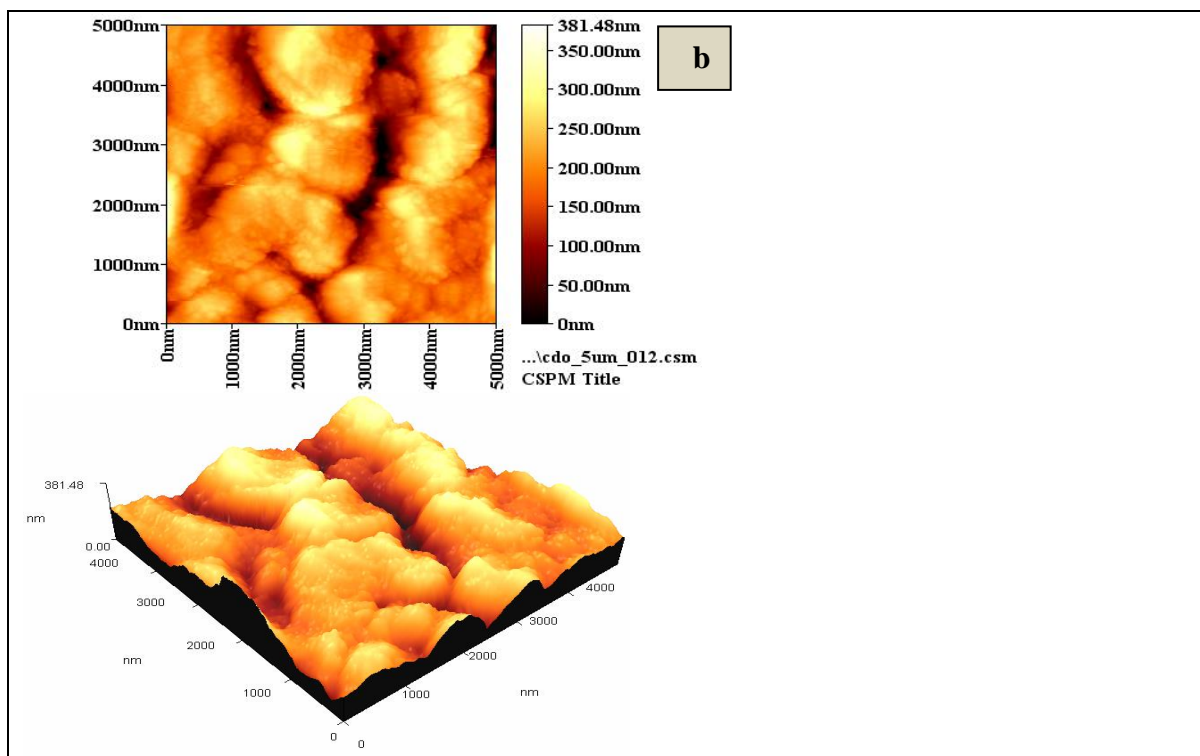 5000nm
4000nm
3000nm
2000nm
1000nm
0nm
0nm
1000nm
2000nm
3000nm
4000nm
5000nm
381.48nm
350.00nm
300.00nm
250.00nm
200.00nm
150.00nm
100.00nm
50.00nm
0nm
b
...\cdo_5um_012.csm
CSPM Title
381.48
nm
0.00
4000
3000
2000
nm
1000
0
0
1000
2000
nm
3000
4000